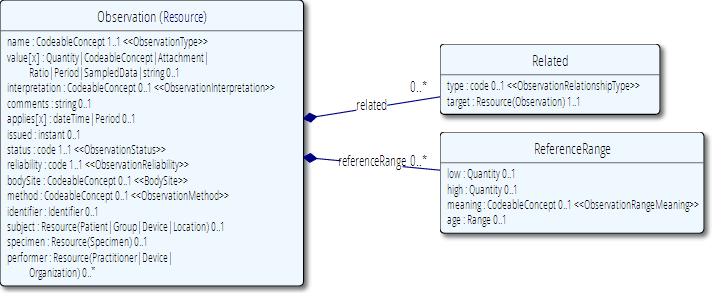 Observation (Resource)
name : CodeableConcept 1..1 <<ObservationType>>
value[x] : Quantity|CodeableConcept|Attachment|
Ratio|Period|SampledData|string 0..1
interpretation : CodeableConcept 0..1 <<ObservationInterpretation>>
comments : string 0..1
applies[x] : dateTime|Period 0..1
issued : instant 0..1
status : code 1..1 <<ObservationStatus>>
reliability : code 1..1 <<ObservationReliability>>
bodySite : CodeableConcept 0..1 <<BodySite>>
method : CodeableConcept 0..1 <<ObservationMethod>>
identifier : Identifier 0..1
subject : Resource(Patient|Group|Device|Location) 0..1
specimen : Resource(Specimen) 0..1
performer : Resource(Practitioner|Device|
Organization) 0..*
related
0..*
referenceRange 0..*
Related
type : code 0..1 <<ObservationRelationshipType>>
target : Resource(Observation) 1..1
ReferenceRange
low : Quantity 0..1
high : Quantity 0..1
meaning : CodeableConcept 0..1 <<ObservationRangeMeaning>>
age : Range 0..1